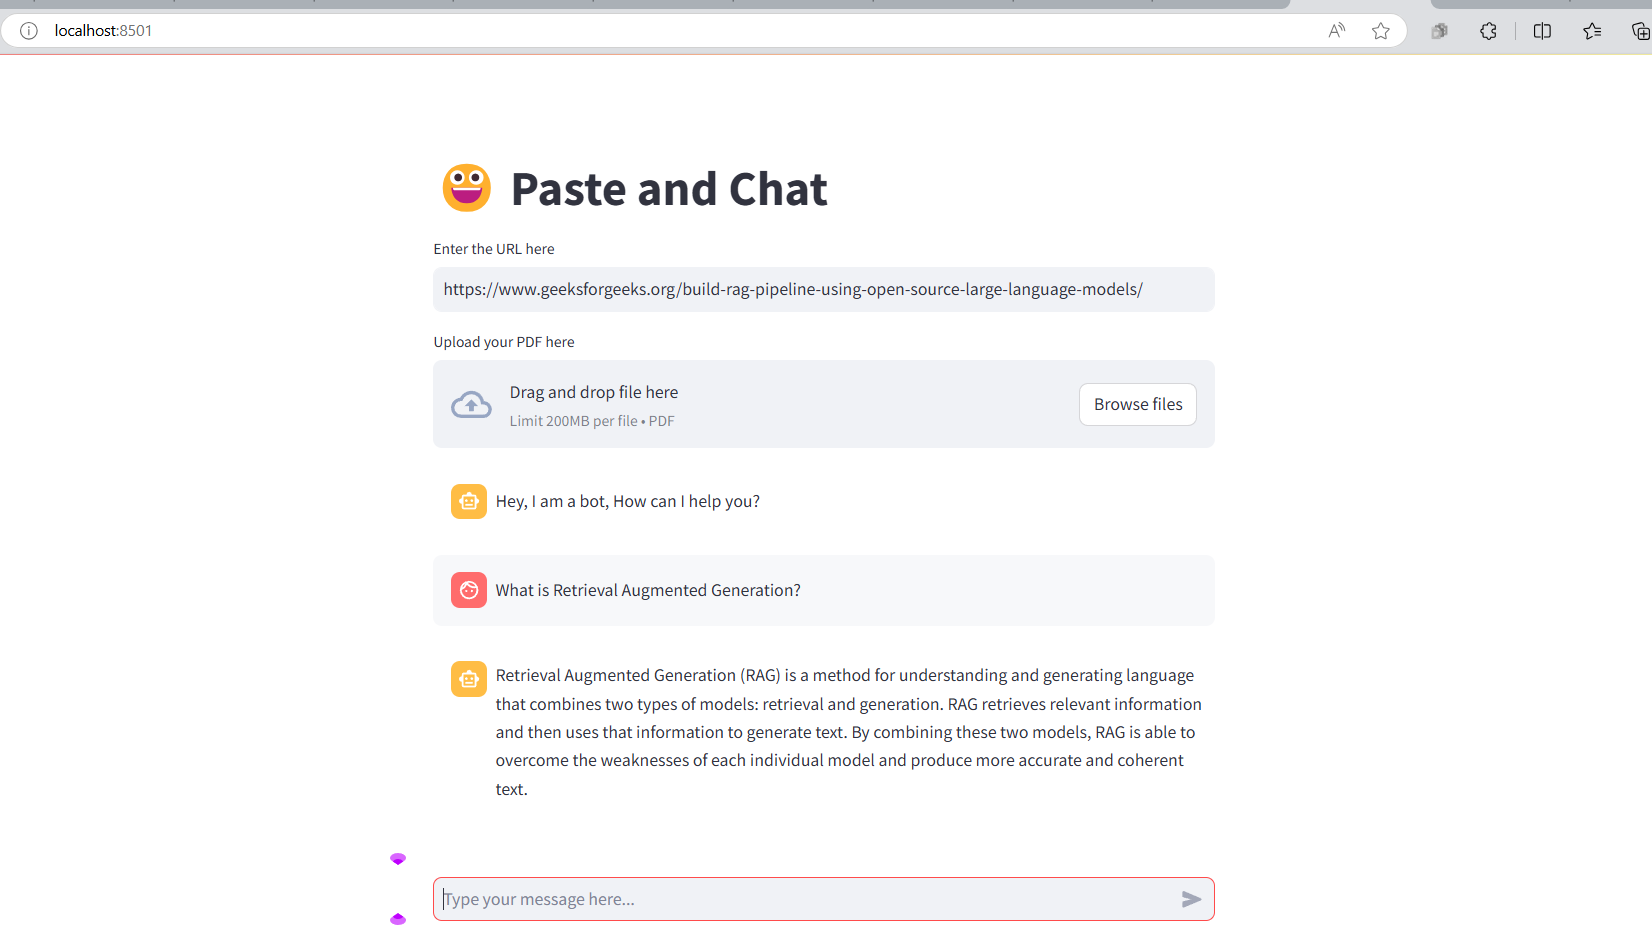 localhost:8501
Paste and Chat
Enter the URL here
https://www.geeksforgeeks.org/build-rag-pipeline-using-open-source-large-language-models/
Upload your PDF here
Drag and drop file here
Limit 200MB per file • PDF
Browse files
Hey, I am a bot, How can I help you?
What is Retrieval Augmented Generation?
Retrieval Augmented Generation (RAG) is a method for understanding and generating language
that combines two types of models: retrieval and generation. RAG retrieves relevant information
and then uses that information to generate text. By combining these two models, RAG is able to
overcome the weaknesses of each individual model and produce more accurate and coherent
text.
Type your message here...